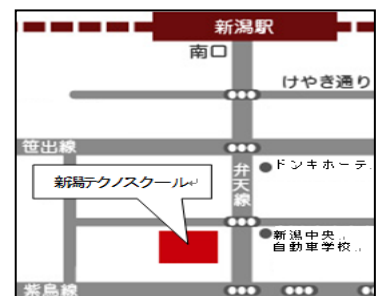 新潟駅
南口
けやき通り
笹出線
弁天線
ドンキホーテ
新潟テクノスクール
新潟中央
自動車学校
紫鳥線